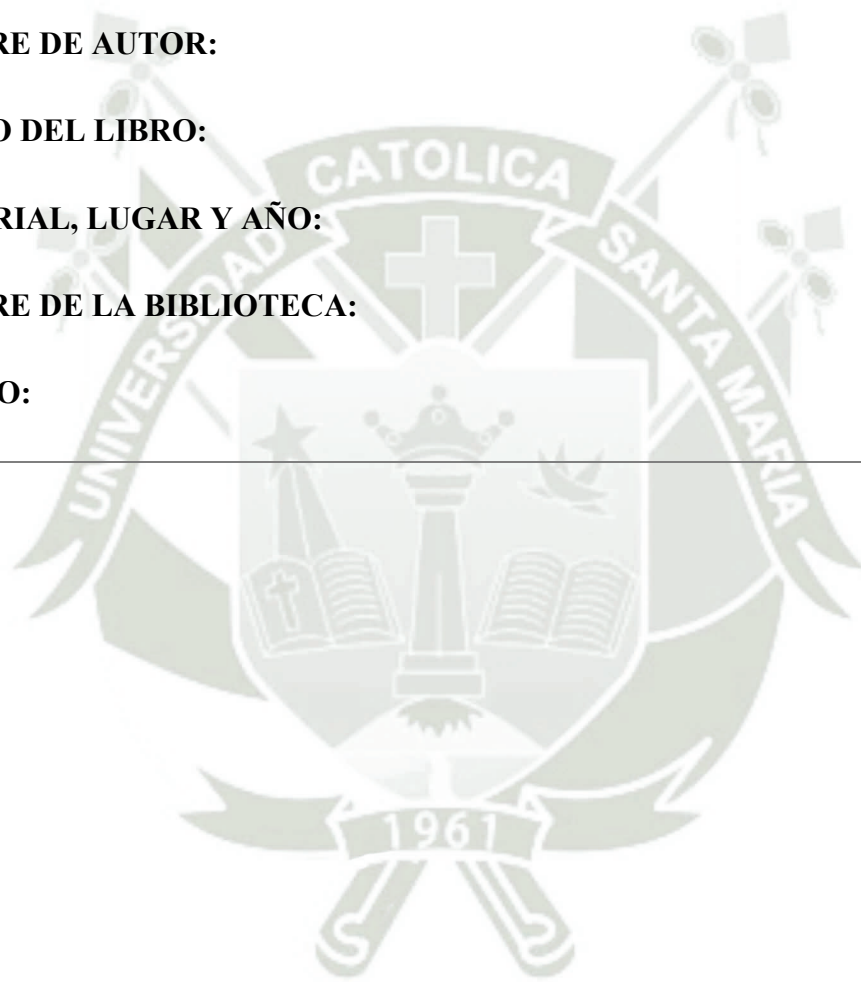 RE DE AUTOR:
O DEL LIBRO:
RIAL, LUGAR Y AÑO:
RE DE LA BIBLIOTECA:
O:
UNIVERSIDAD CATOLICA SANTA MARIA
1961